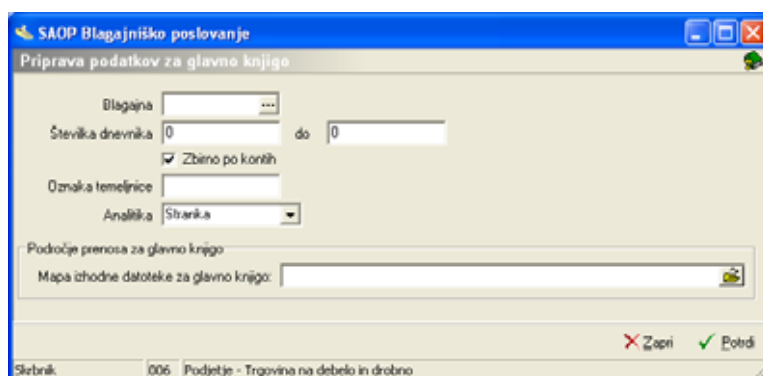 SAOP Blagajniško poslovanje
Priprava podatkov za glavno knjigo
Blagajna ...
Številka dnevnika 0 do 0
Zbirno po kontih
Oznaka temeljnice
Analitika Stranka
Področje prenosa za glavno knjigo
Mapa izhodne datoteke za glavno knjigo:
Zapri Potrdi
Skrbnik 006 Podjetje - Trgovina na debelo in drobno